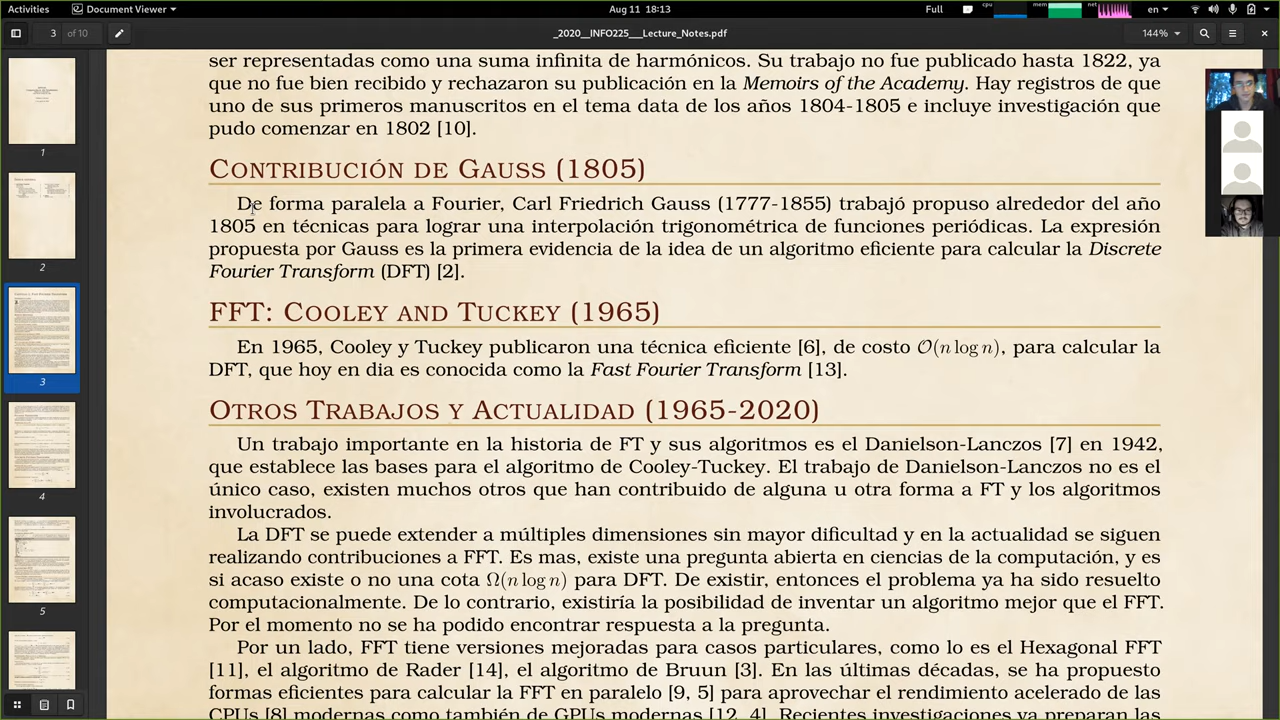 Activities
Document Viewer
Aug 11 18:13
Full
cpu
mem
net
en
3 of 10
_2020__INFO225___Lecture_Notes.pdf
144%
1
2
3
4
5
ser representadas como una suma infinita de harmónicos. Su trabajo no fue publicado hasta 1822, ya
que no fue bien recibido y rechazaron su publicación en la Memoirs of the Academy. Hay registros de que
uno de sus primeros manuscritos en el tema data de los años 1804-1805 e incluye investigación que
pudo comenzar en 1802 [10].
CONTRIBUCIÓN DE GAUSS (1805)
De forma paralela a Fourier, Carl Friedrich Gauss (1777-1855) trabajó propuso alrededor del año
1805 en técnicas para lograr una interpolación trigonométrica de funciones periódicas. La expresión
propuesta por Gauss es la primera evidencia de la idea de un algoritmo eficiente para calcular la Discrete
Fourier Transform (DFT) [2].
FFT: COOLEY AND TUCKEY (1965)
En 1965, Cooley y Tuckey publicaron una técnica eficiente [6], de costo O(n log n), para calcular la
DFT, que hoy en dia es conocida como la Fast Fourier Transform [13].
OTROS TRABAJOS Y ACTUALIDAD (1965-2020)
Un trabajo importante en la historia de FT y sus algoritmos es el Danielson-Lanczos [7] en 1942,
que establece las bases para el algoritmo de Cooley-Tuckey. El trabajo de Danielson-Lanczos no es el
único caso, existen muchos otros que han contribuido de alguna u otra forma a FT y los algoritmos
involucrados.
La DFT se puede extender a múltiples dimensiones sin mayor dificultad y en la actualidad se siguen
realizando contribuciones a FFT. Es mas, existe una pregunta abierta en ciencias de la computación, y es
si acaso existe o no una cota Ω(n log n) para DFT. De existir, entonces el problema ya ha sido resuelto
computacionalmente. De lo contrario, existiría la posibilidad de inventar un algoritmo mejor que el FFT.
Por el momento no se ha podido encontrar respuesta a la pregunta.
Por un lado, FFT tiene versiones mejoradas para casos particulares, como lo es el Hexagonal FFT
[11], el algoritmo de Rader [14], el algoritmo de Bruun [3]. En las últimas décadas, se ha propuesto
formas eficientes para calcular la FFT en paralelo [9, 5] para aprovechar el rendimiento acelerado de las
CPUs [8] modernas como también de GPUs modernas [12, 4]. Recientes investigaciones ya preparan las